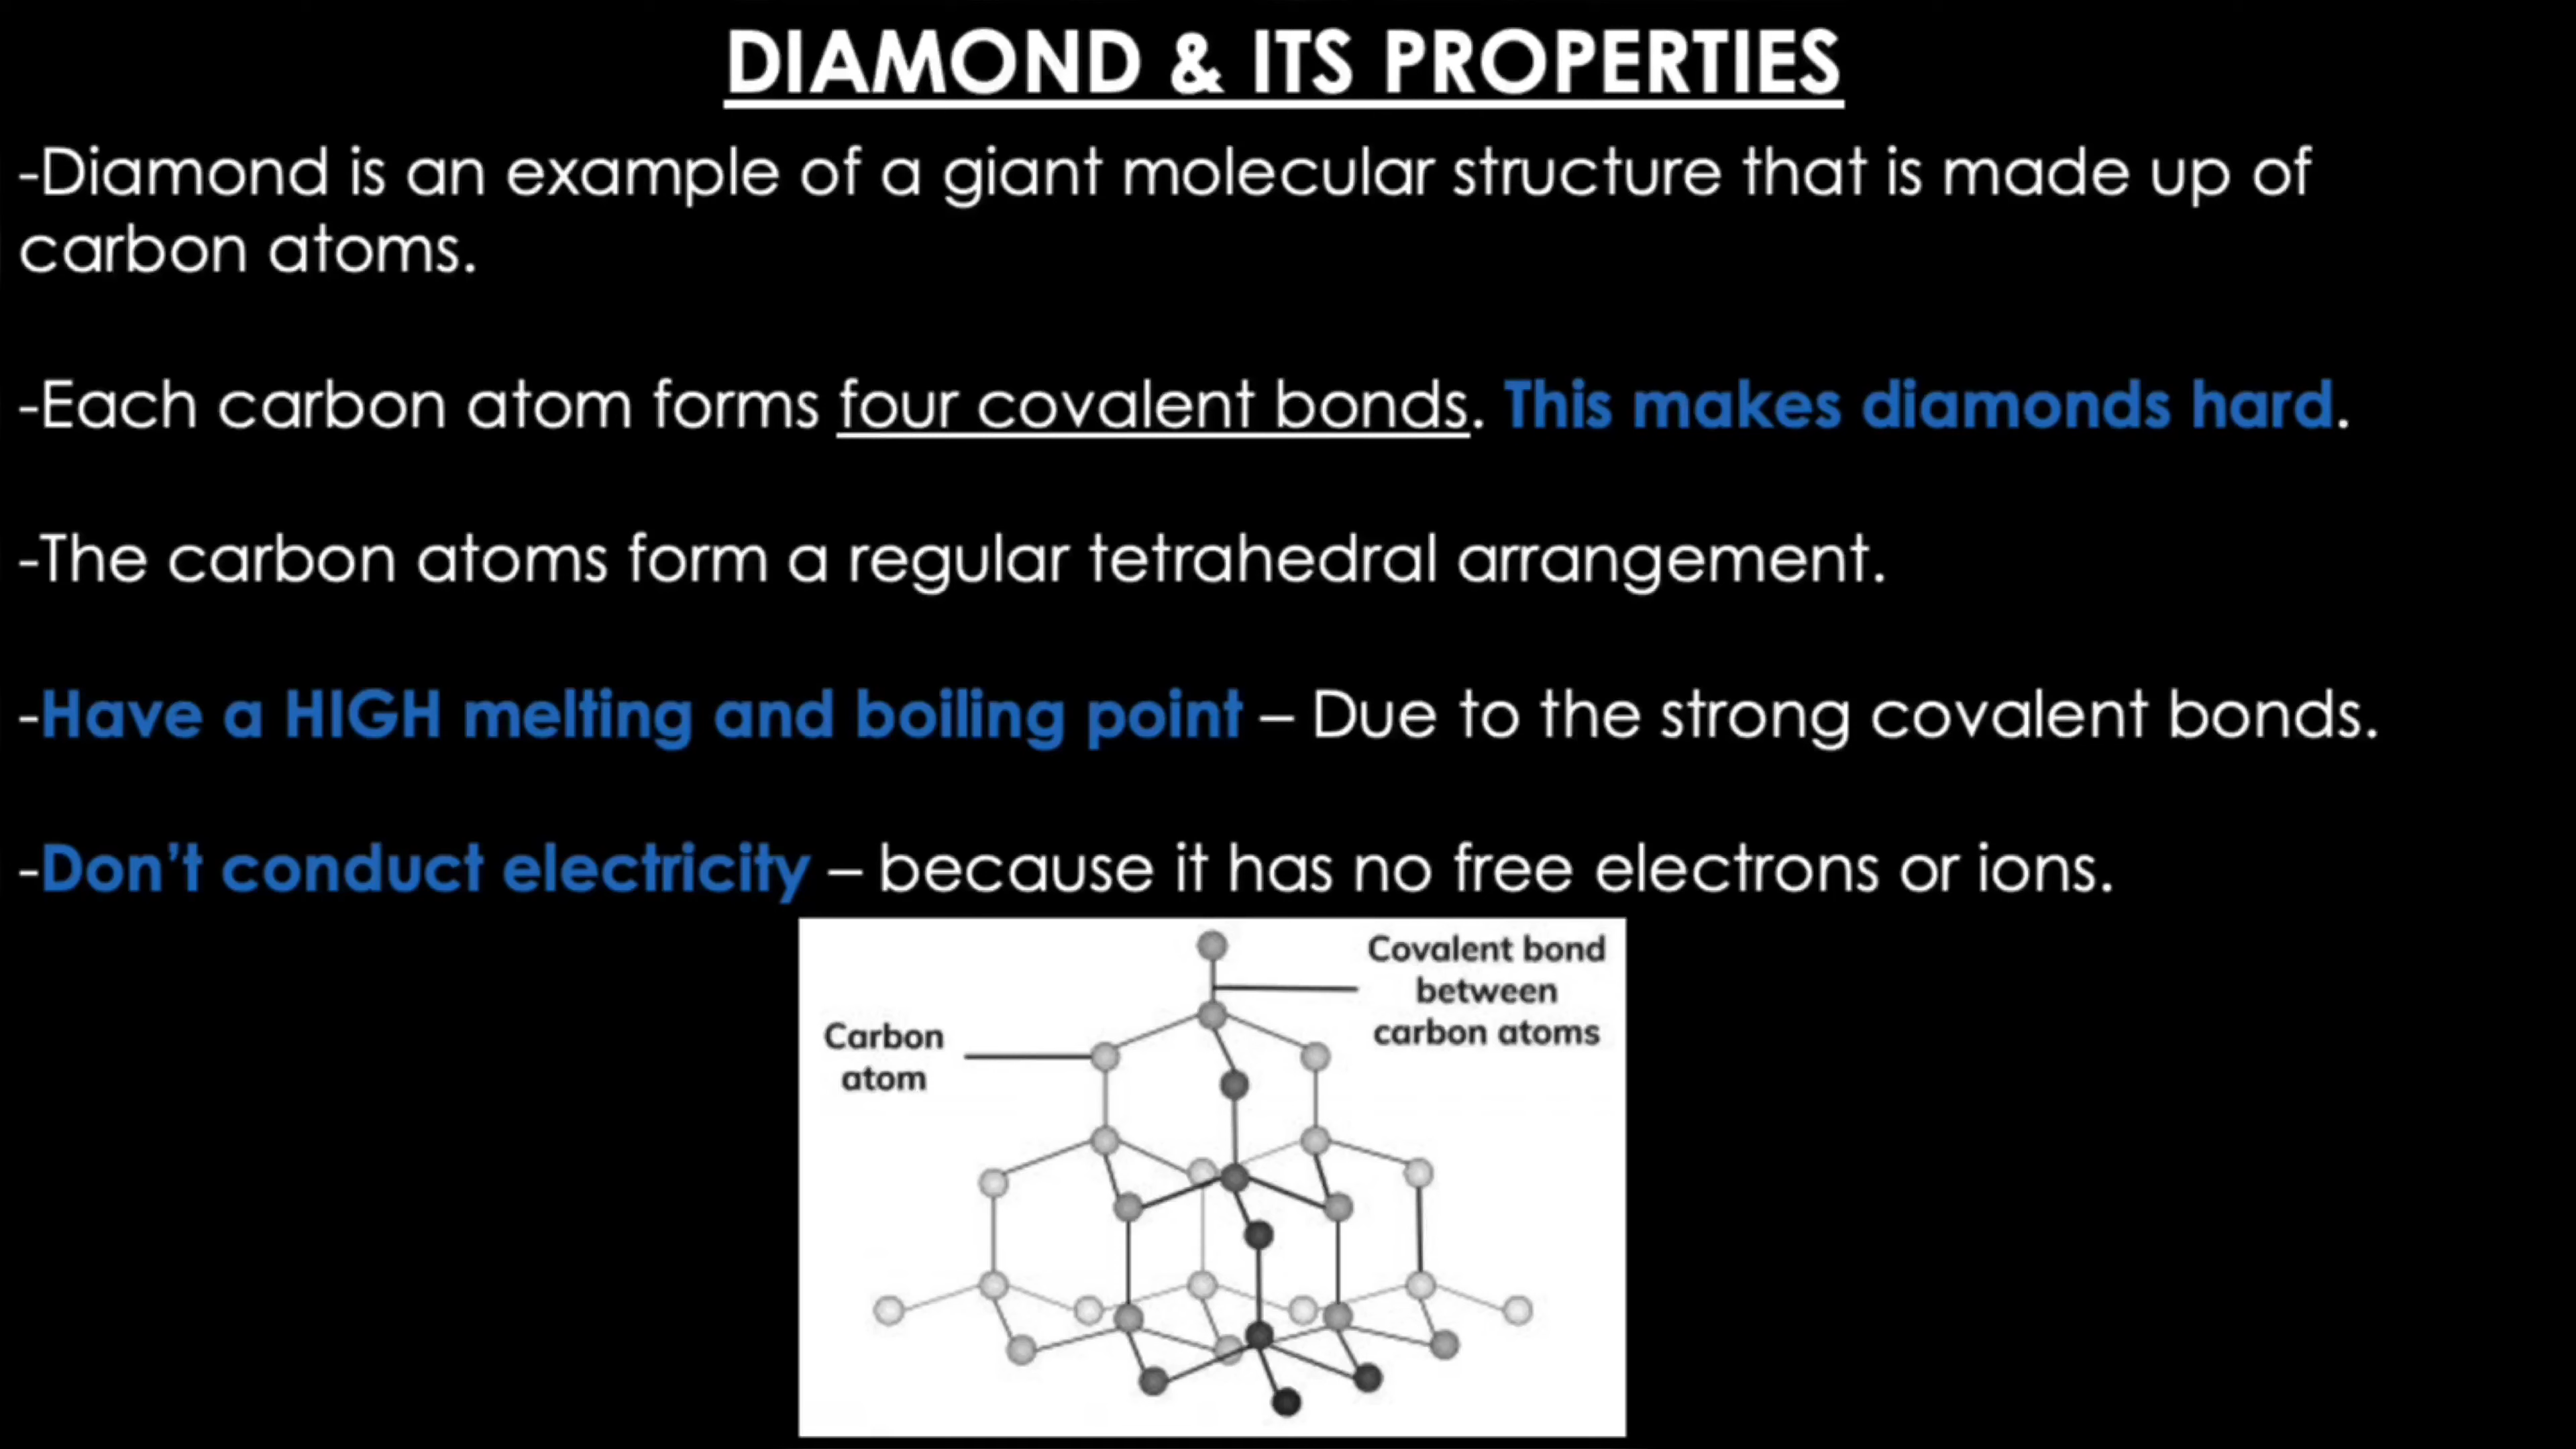 DIAMOND & ITS PROPERTIES
-Diamond is an example of a giant molecular structure that is made up of
carbon atoms.
-Each carbon atom forms four covalent bonds. This makes diamonds hard.
-The carbon atoms form a regular tetrahedral arrangement.
-Have a HIGH melting and boiling point – Due to the strong covalent bonds.
-Don’t conduct electricity – because it has no free electrons or ions.
Covalent bond
between
carbon atoms
Carbon
atom